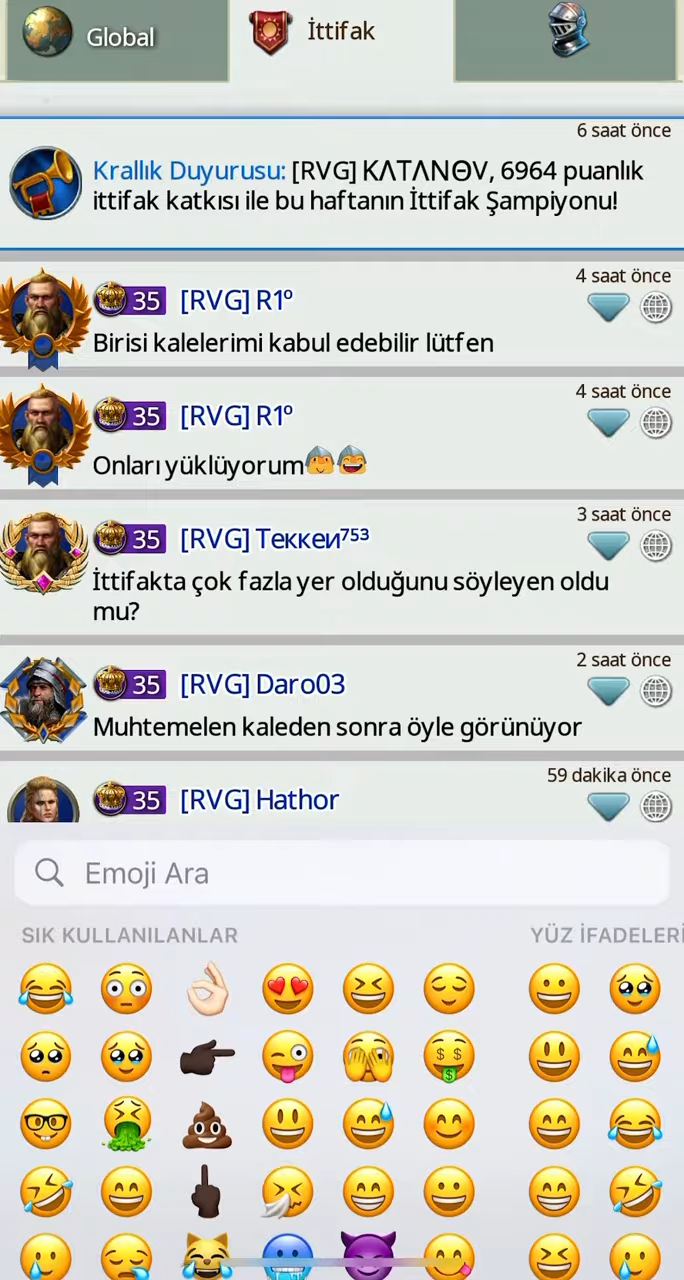 Global
İttifak
6 saat önce
Krallık Duyurusu: [RVG] KΛTΛNΘV, 6964 puanlık
ittifak katkısı ile bu haftanın İttifak Şampiyonu!
4 saat önce
35 [RVG] R1º
Birisi kalelerimi kabul edebilir lütfen
4 saat önce
35 [RVG] R1º
Onları yüklüyorum
3 saat önce
35 [RVG] Теккеи⁷⁵³
İttifakta çok fazla yer olduğunu söyleyen oldu
mu?
2 saat önce
35 [RVG] Daro03
Muhtemelen kaleden sonra öyle görünüyor
59 dakika önce
35 [RVG] Hathor
Emoji Ara
SIK KULLANILANLAR
YÜZ İFADELERİ